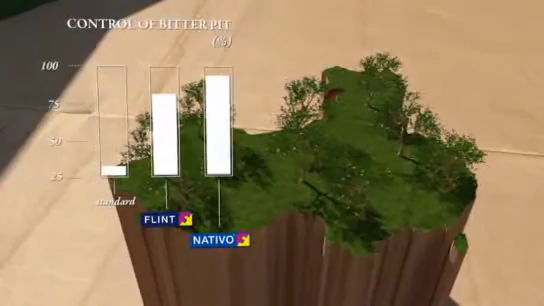 CONTROL OF BITTER PIT
(%)
100
75
50
25
standard
FLINT
NATIVO